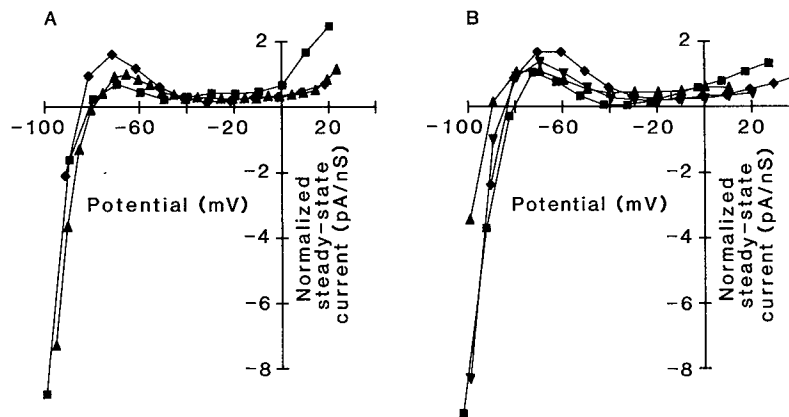 A
2
-100
-60
-20
20
-2
-4
-6
-8
Potential (mV)
Normalized
steady-state
current (pA/nS)
B
2
-100
-60
-20
20
-2
-4
-6
-8
Potential (mV)
Normalized
steady-state
current (pA/nS)